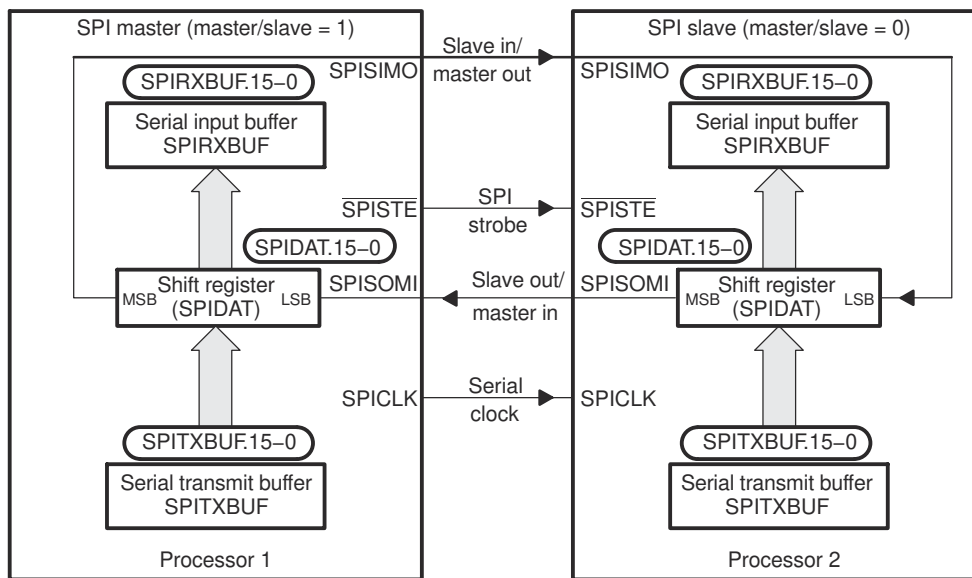 SPI master (master/slave = 1)
SPIRXBUF.15–0
Serial input buffer
SPIRXBUF
SPISIMO
SPISTE
SPIDAT.15–0
MSB
Shift register
(SPIDAT)
LSB
SPISOMI
SPICLK
SPITXBUF.15–0
Serial transmit buffer
SPITXBUF
Processor 1
Slave in/
master out
SPI
strobe
Slave out/
master in
Serial
clock
SPI slave (master/slave = 0)
SPISIMO
SPIRXBUF.15–0
Serial input buffer
SPIRXBUF
SPISTE
SPIDAT.15–0
SPISOMI
MSB
Shift register
(SPIDAT)
LSB
SPICLK
SPITXBUF.15–0
Serial transmit buffer
SPITXBUF
Processor 2